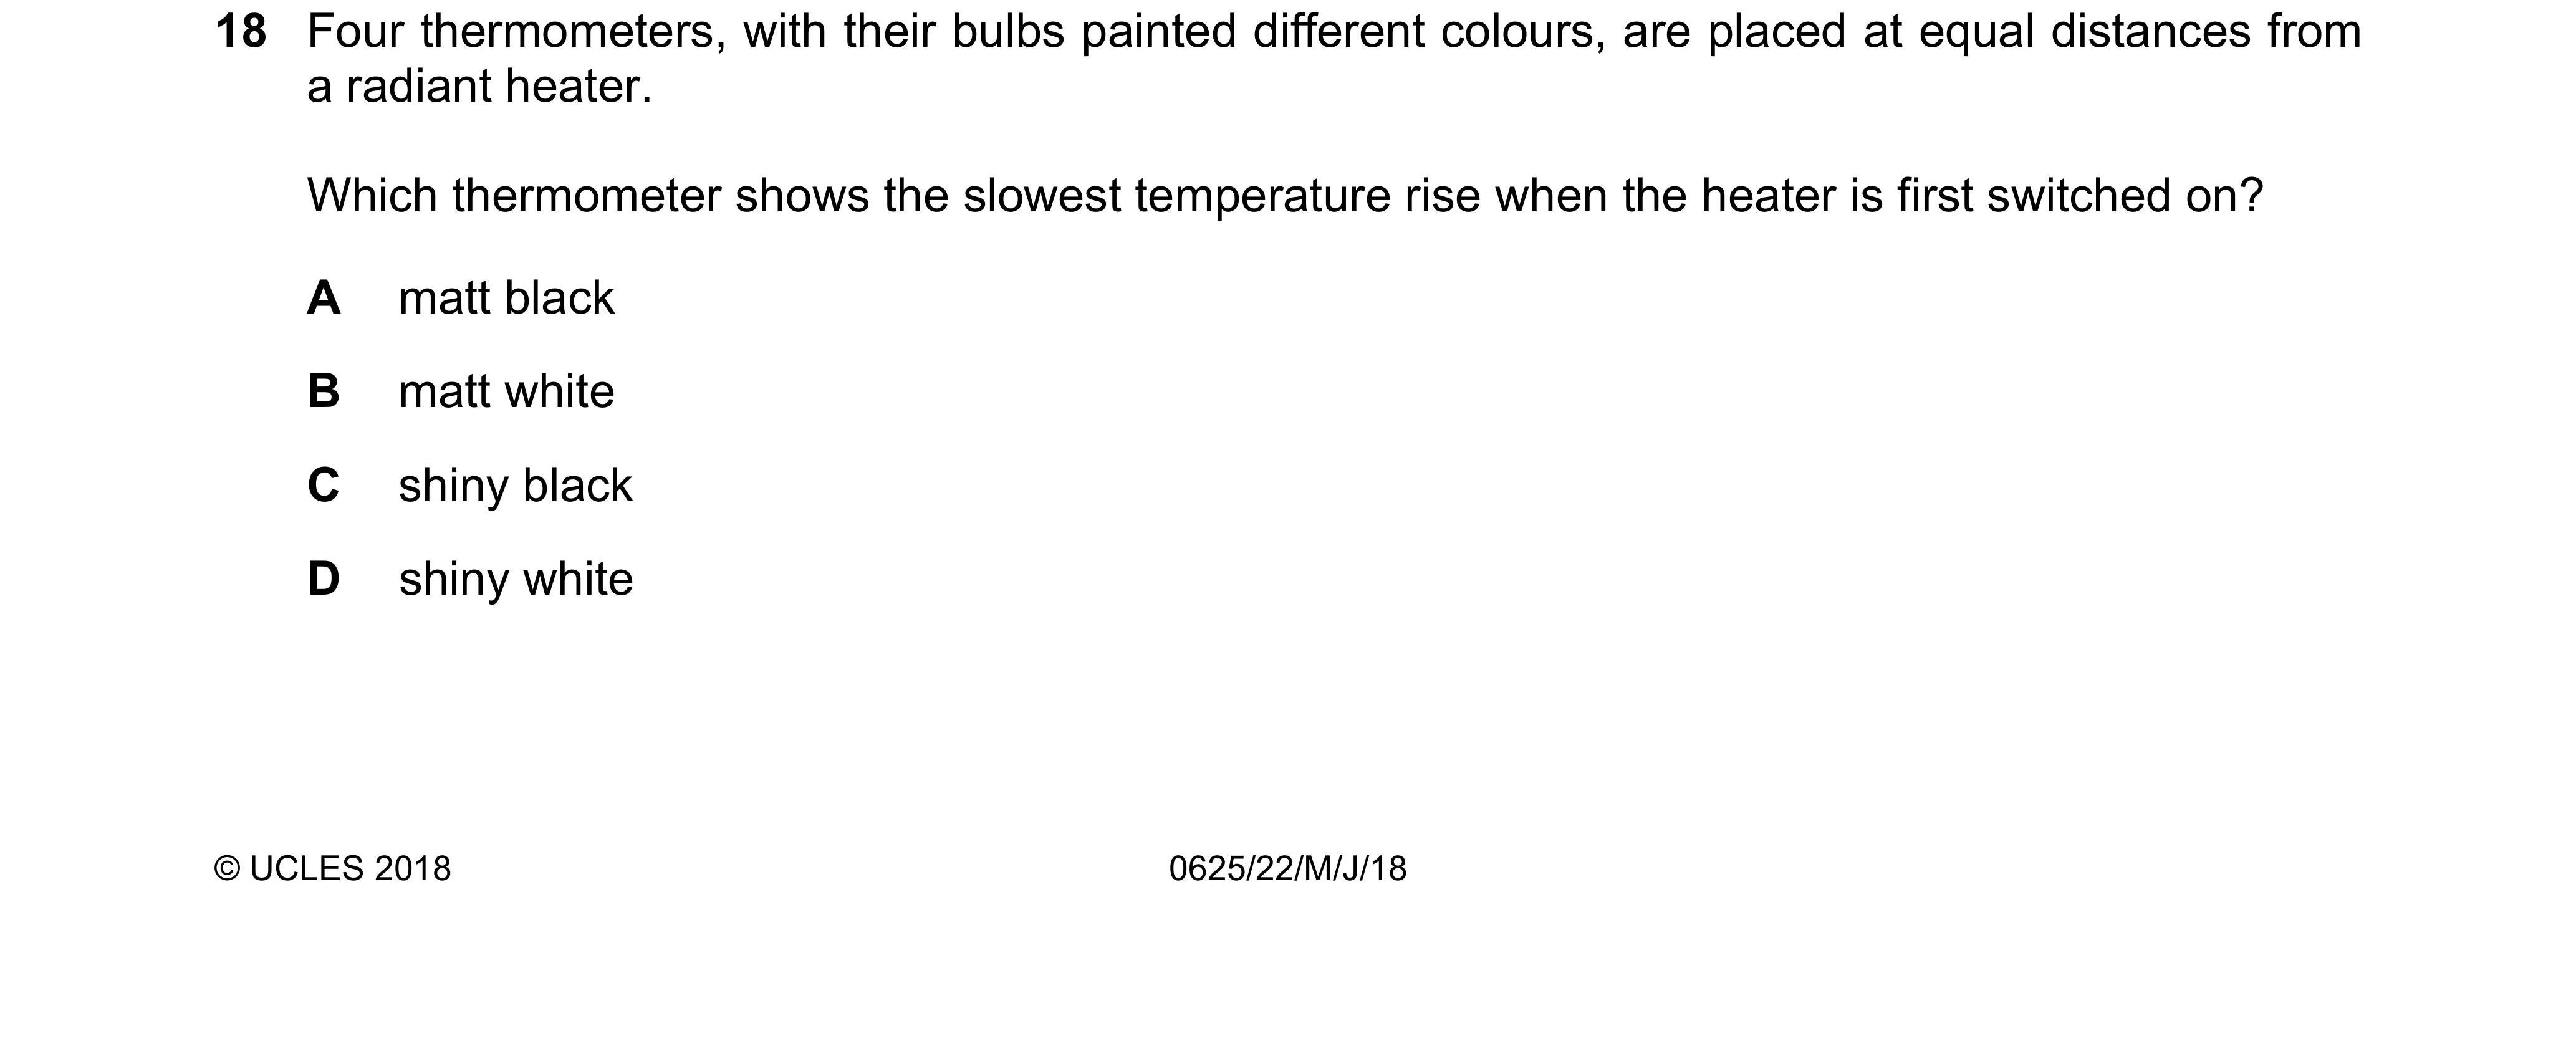 18 Four thermometers, with their bulbs painted different colours, are placed at equal distances from
a radiant heater.
Which thermometer shows the slowest temperature rise when the heater is first switched on?
A matt black
B matt white
C shiny black
D shiny white
© UCLES 2018 0625/22/M/J/18